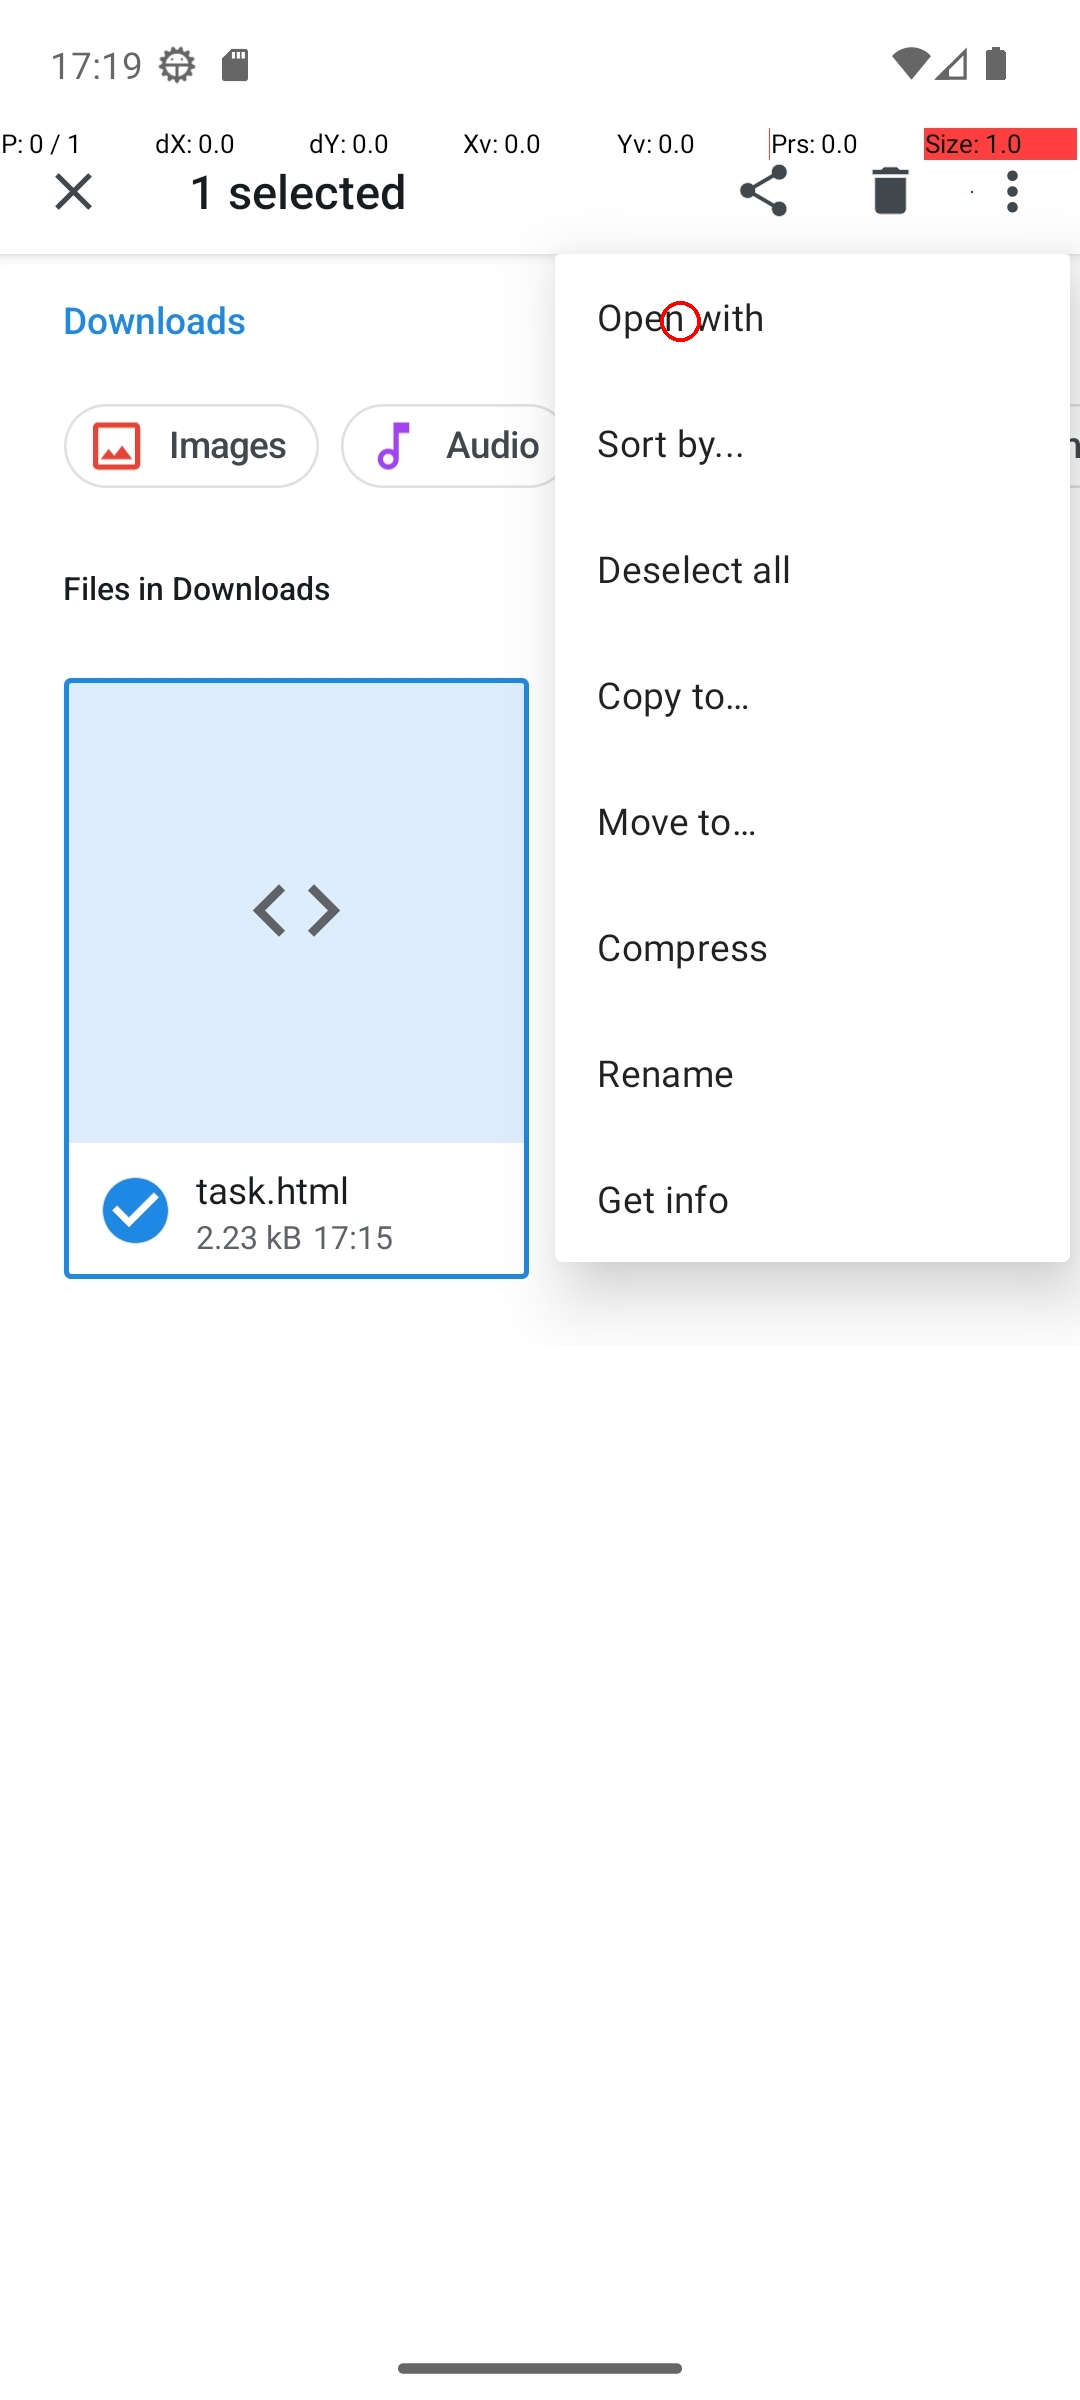 17:19
P: 0 / 1 dX: 0.0 dY: 0.0 Xv: 0.0 Yv: 0.0 Prs: 0.0 Size: 1.0
1 selected
Downloads
Images
Audio
Files in Downloads
task.html
2.23 kB 17:15
Open with
Sort by...
Deselect all
Copy to…
Move to…
Compress
Rename
Get info